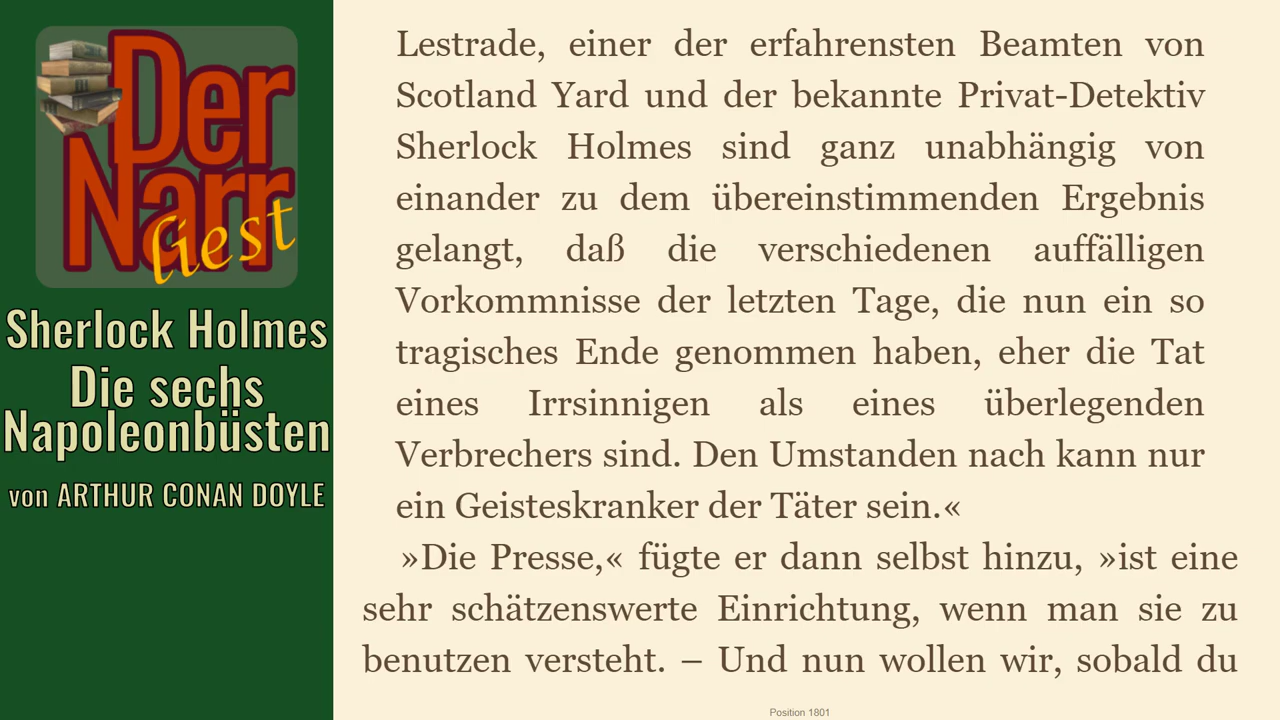 Der
Narr
liest
Sherlock Holmes
Die sechs
Napoleonbüsten
von ARTHUR CONAN DOYLE
Lestrade, einer der erfahrensten Beamten von
Scotland Yard und der bekannte Privat-Detektiv
Sherlock Holmes sind ganz unabhängig von
einander zu dem übereinstimmenden Ergebnis
gelangt, daß die verschiedenen auffälligen
Vorkommnisse der letzten Tage, die nun ein so
tragisches Ende genommen haben, eher die Tat
eines Irrsinnigen als eines überlegenden
Verbrechers sind. Den Umstanden nach kann nur
ein Geisteskranker der Täter sein.«
»Die Presse,« fügte er dann selbst hinzu, »ist eine
sehr schätzenswerte Einrichtung, wenn man sie zu
benutzen versteht. – Und nun wollen wir, sobald du
Position 1801